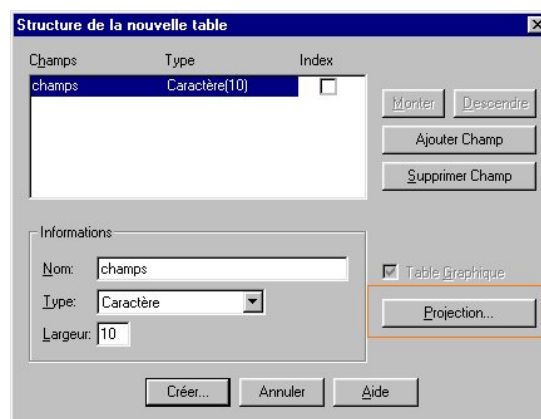 Structure de la nouvelle table
Champs Type Index
champs Caractère(10)
Monter Descendre
Ajouter Champ
Supprimer Champ
Informations
Nom: champs
Table Graphique
Type: Caractère
Projection...
Largeur: 10
Créer... Annuler Aide